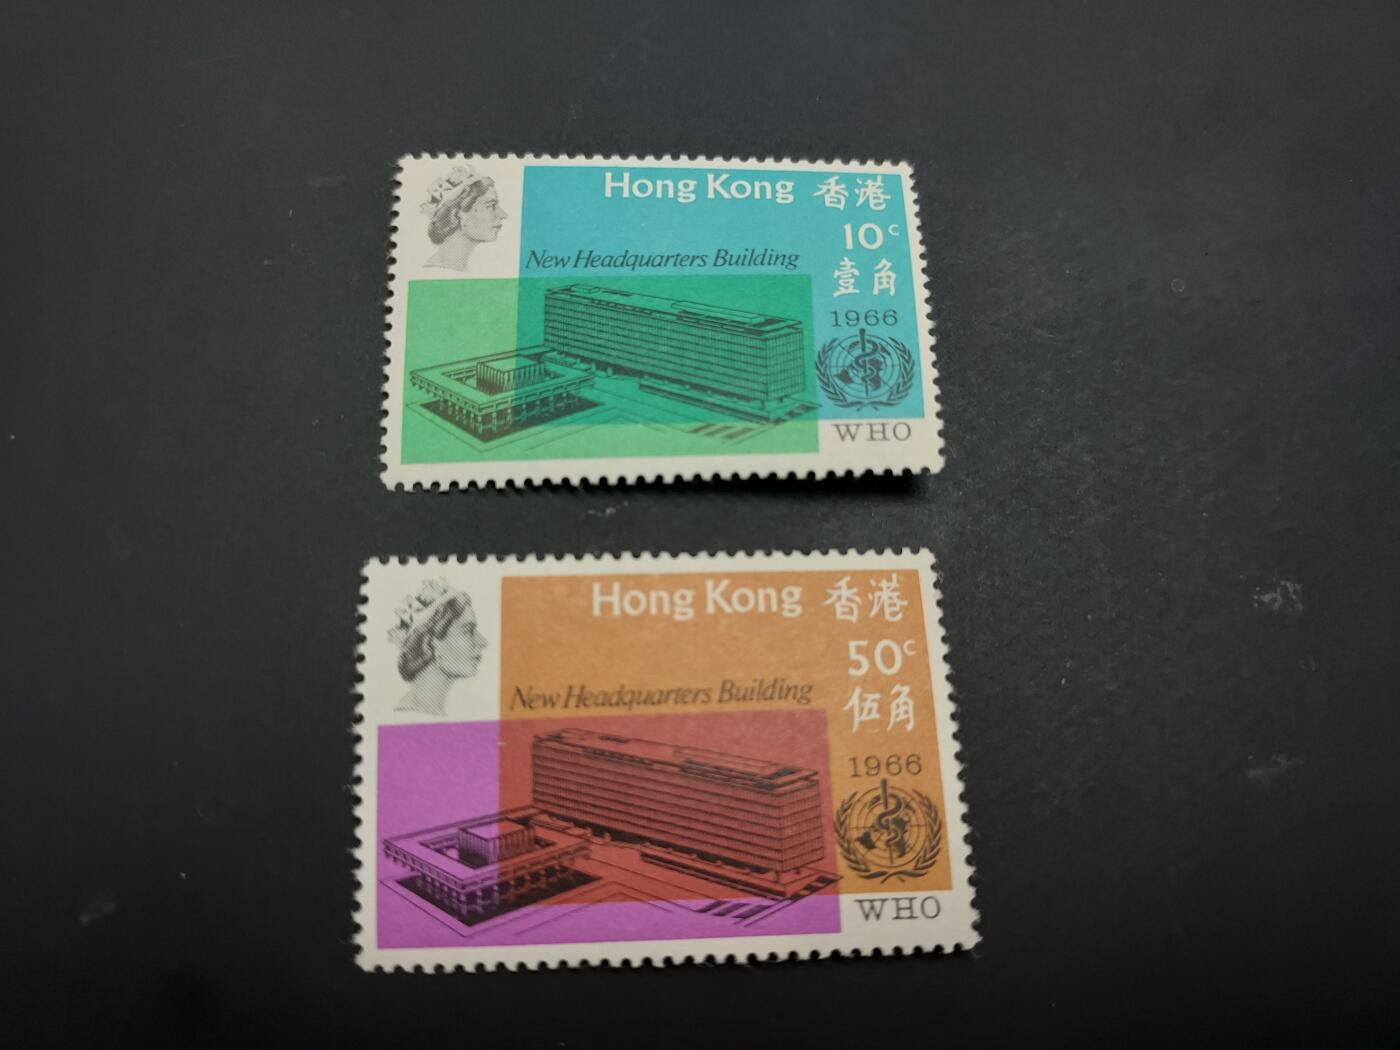 Hong Kong 香港
10c
壹角
New Headquarters Building
1966
WHO
Hong Kong 香港
50c
伍角
New Headquarters Building
1966
WHO